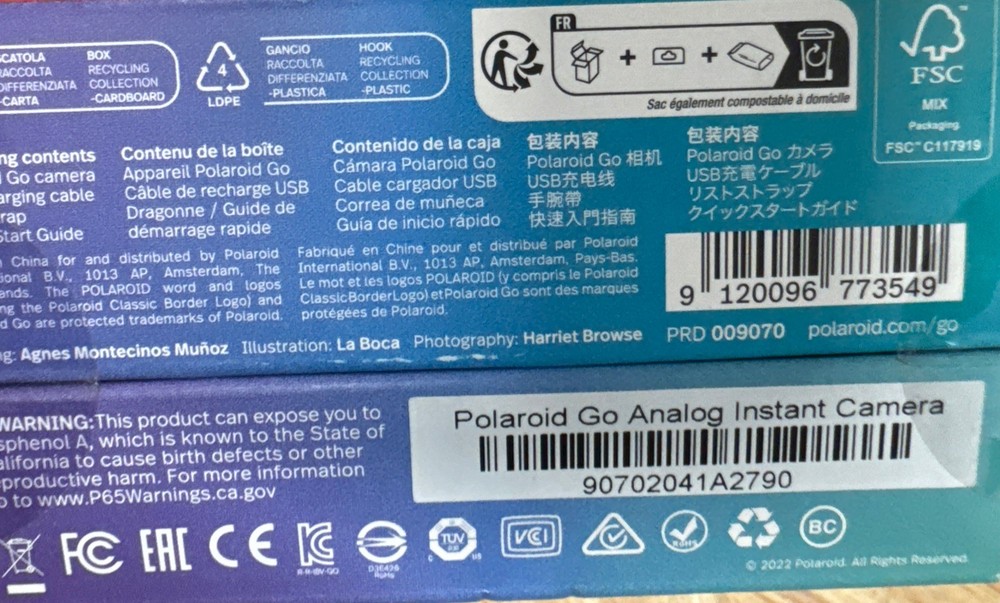 SCATOLA
RACCOLTA
DIFFERENZIATA
-CARTA
BOX
RECYCLING
COLLECTION
-CARDBOARD
4
LDPE
GANCIO
RACCOLTA
DIFFERENZIATA
-PLASTICA
HOOK
RECYCLING
COLLECTION
-PLASTIC
FR
+ +
Sac également compostable à domicile
FSC™
MIX
Packaging
FSC™ C117919
ng contents
Go camera
arging cable
rap
Start Guide
Contenu de la boîte
Appareil Polaroid Go
Câble de recharge USB
Dragonne / Guide de
démarrage rapide
Contenido de la caja
Cámara Polaroid Go
Cable cargador USB
Correa de muñeca
Guía de inicio rápido
包装内容
Polaroid Go 相机
USB充电线
手腕带
快速入門指南
包装内容
Polaroid Go カメラ
USB充電ケーブル
リストストラップ
クイックスタートガイド
China for and distributed by Polaroid
ional B.V., 1013 AP, Amsterdam, The
ands. The POLAROID word and logos
ng the Polaroid Classic Border Logo) and
d Go are protected trademarks of Polaroid.
Fabriqué en Chine pour et distribué par Polaroid
International B.V., 1013 AP, Amsterdam, Pays-Bas.
Le mot et les logos POLAROID (y compris le Polaroid
ClassicBorderLogo) etPolaroid Go sont des marques
protégées de Polaroid.
9 120096 773549
g: Agnes Montecinos Muñoz Illustration: La Boca Photography: Harriet Browse
PRD 009070 polaroid.com/go
WARNING:This product can expose you to
sphenol A, which is known to the State of
alifornia to cause birth defects or other
productive harm. For more information
o to www.P65Warnings.ca.gov
Polaroid Go Analog Instant Camera
90702041A2790
FC EAC CE KC
TÜV
VCCI
RoHS
BC
© 2022 Polaroid. All Rights Reserved.